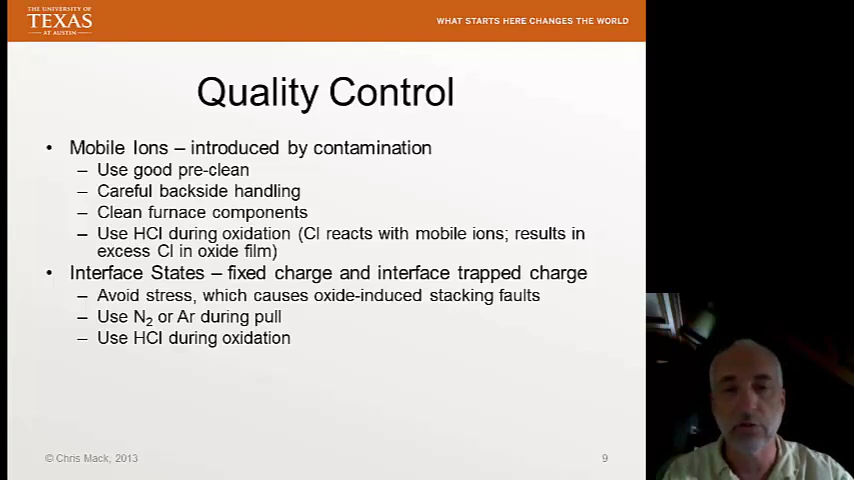 THE UNIVERSITY OF
TEXAS
AT AUSTIN
WHAT STARTS HERE CHANGES THE WORLD
Quality Control
• Mobile Ions – introduced by contamination
– Use good pre-clean
– Careful backside handling
– Clean furnace components
– Use HCl during oxidation (Cl reacts with mobile ions; results in
excess Cl in oxide film)
• Interface States – fixed charge and interface trapped charge
– Avoid stress, which causes oxide-induced stacking faults
– Use N2 or Ar during pull
– Use HCl during oxidation
© Chris Mack, 2013
9